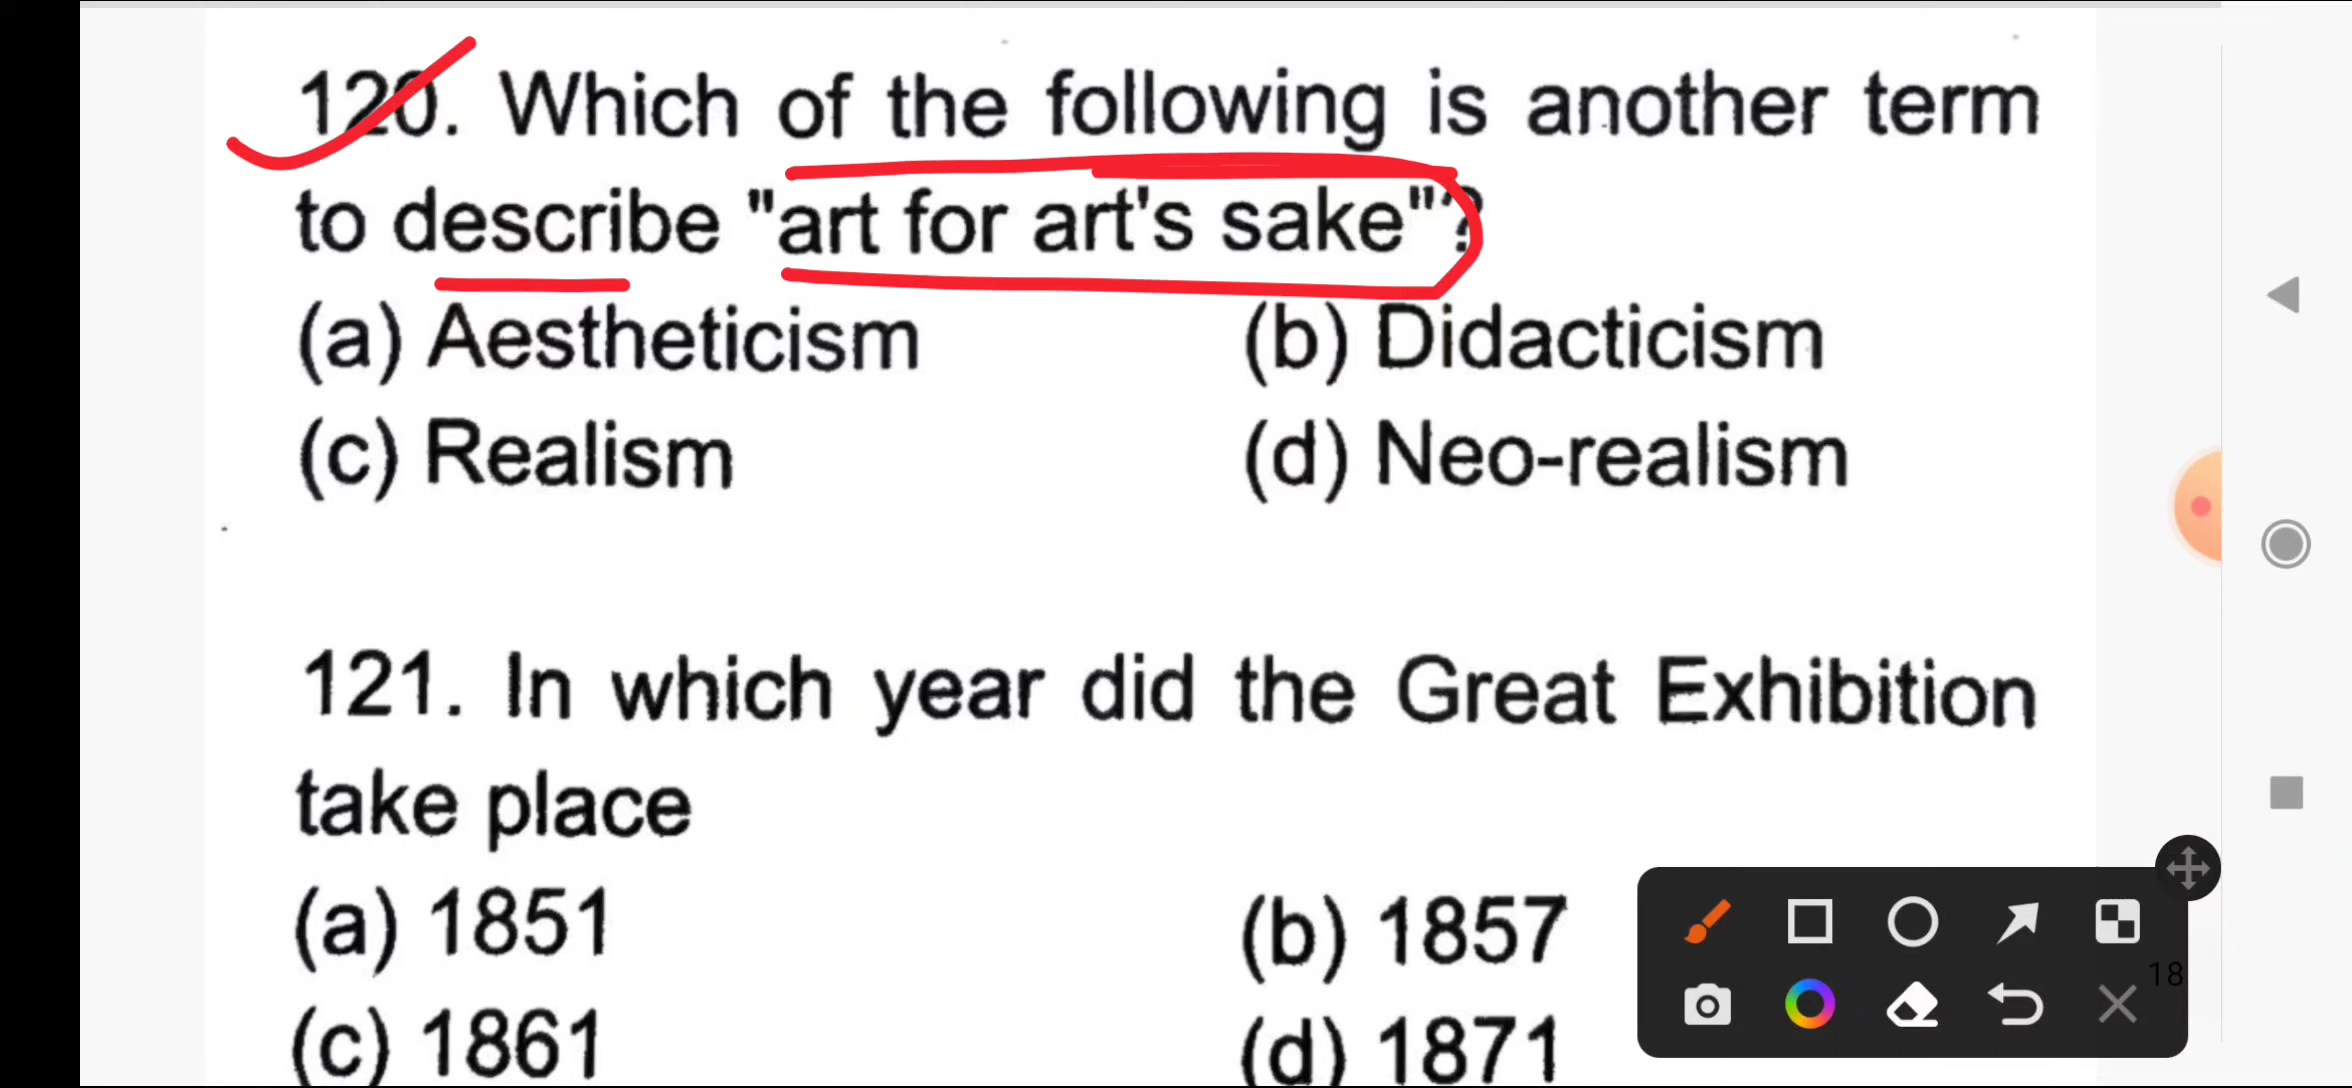 120. Which of the following is another term
to describe "art for art's sake"?
(a) Aestheticism (b) Didacticism
(c) Realism (d) Neo-realism
121. In which year did the Great Exhibition
take place
(a) 1851 (b) 1857
(c) 1861 (d) 1871
18